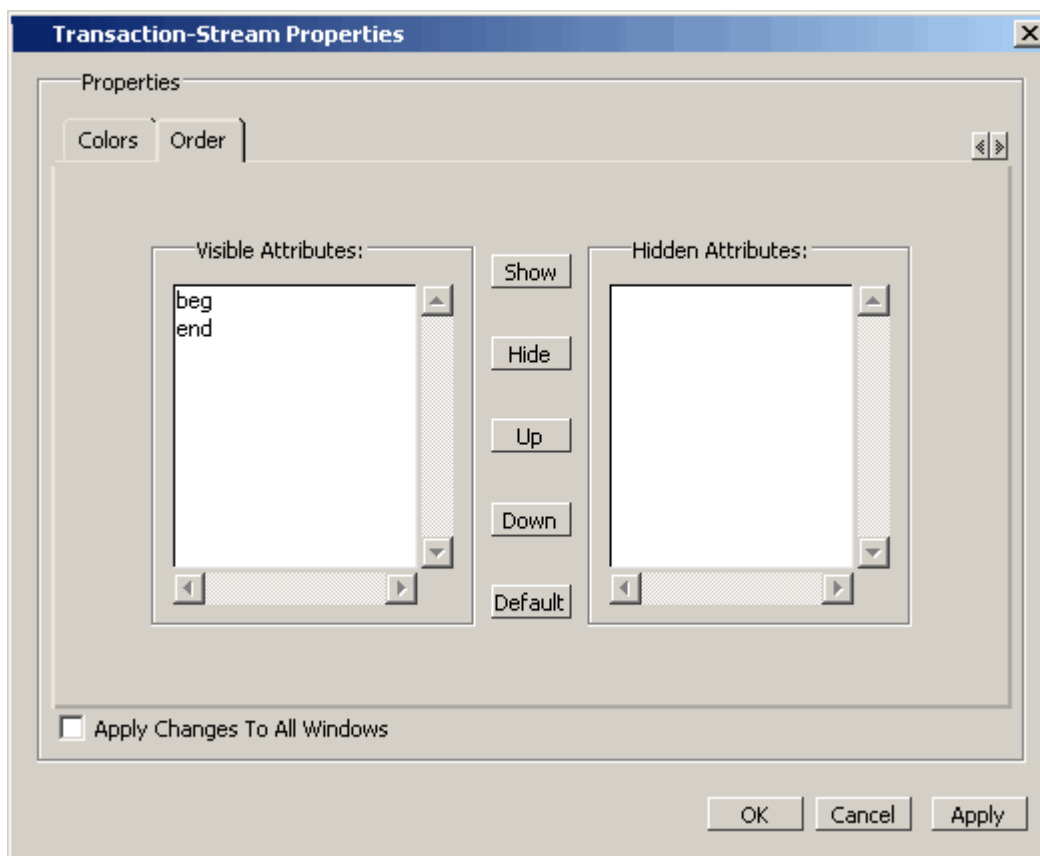 Transaction-Stream Properties
Properties
Colors
Order
Visible Attributes:
beg
end
Show
Hide
Up
Down
Default
Hidden Attributes:
Apply Changes To All Windows
OK
Cancel
Apply